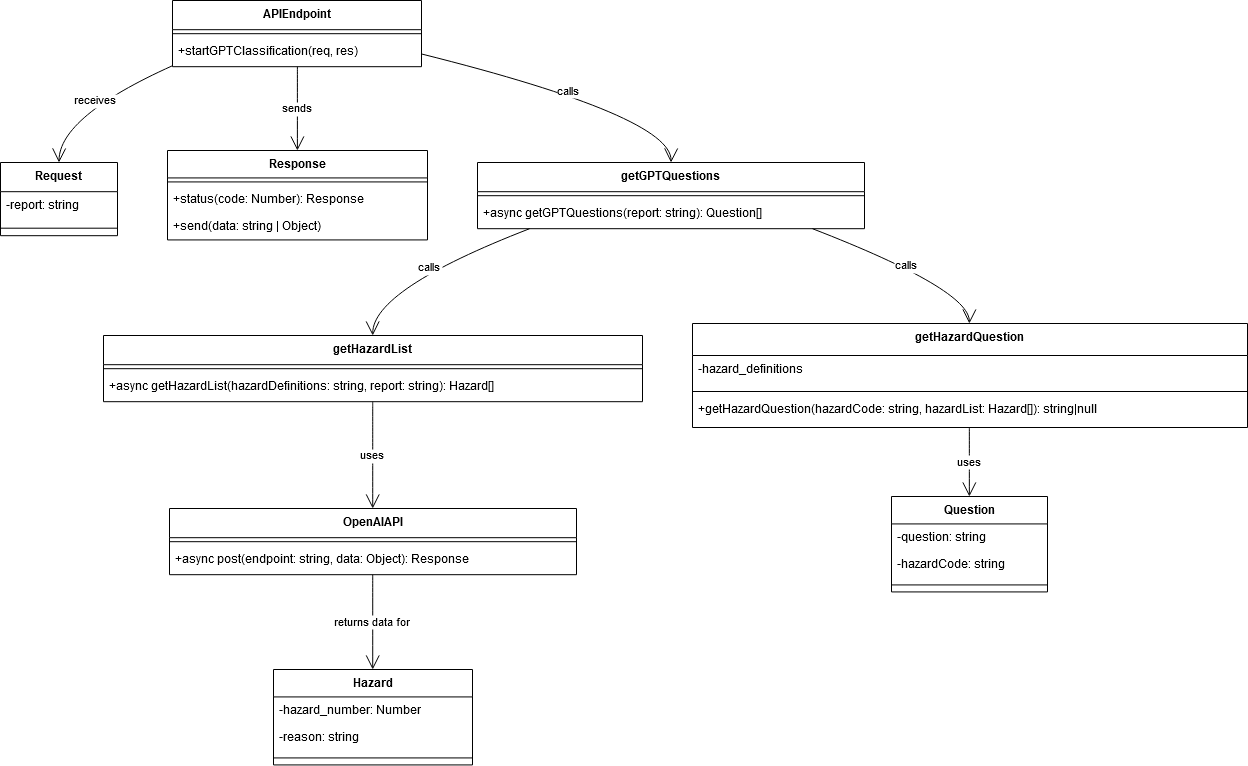 APIEndpoint
+startGPTClassification(req, res)
receives
sends
calls
Request
-report: string
Response
+status(code: Number): Response
+send(data: string | Object)
getGPTQuestions
+async getGPTQuestions(report: string): Question[]
calls
calls
getHazardList
+async getHazardList(hazardDefinitions: string, report: string): Hazard[]
getHazardQuestion
-hazard_definitions
+getHazardQuestion(hazardCode: string, hazardList: Hazard[]): string|null
uses
uses
OpenAIAPI
+async post(endpoint: string, data: Object): Response
Question
-question: string
-hazardCode: string
returns data for
Hazard
-hazard_number: Number
-reason: string